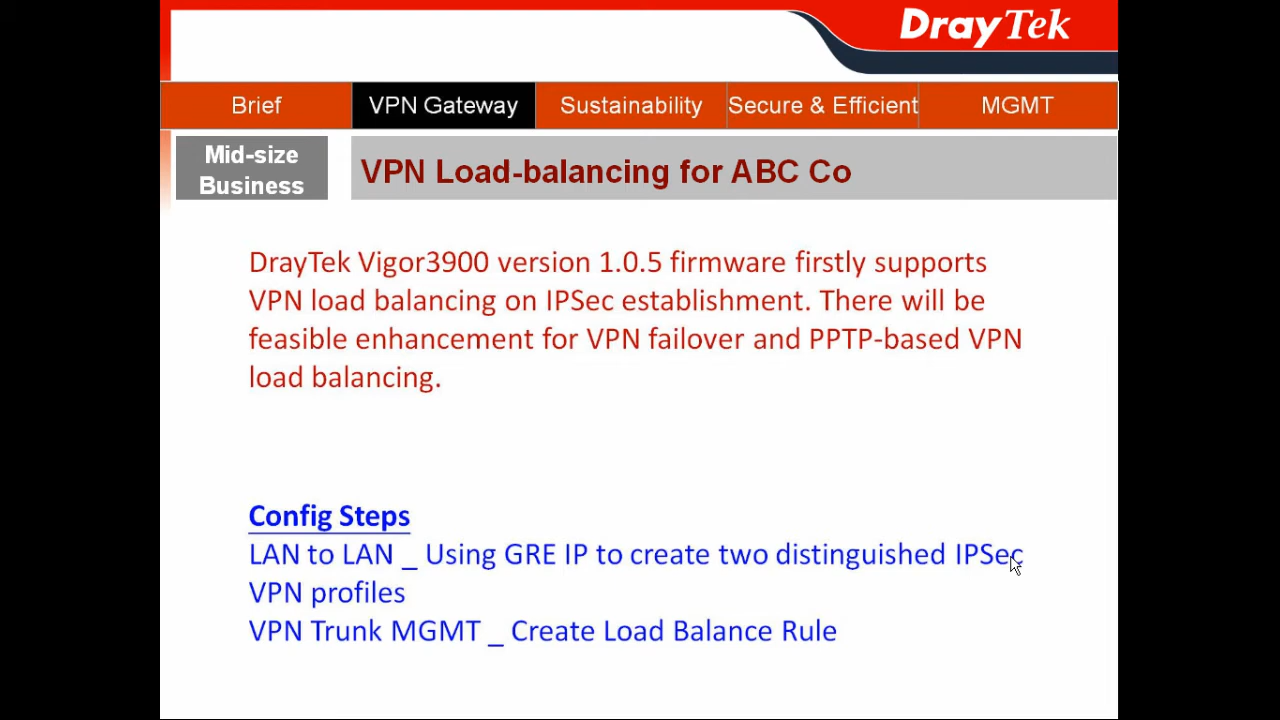 DrayTek
Brief VPN Gateway Sustainability Secure & Efficient MGMT
Mid-size
Business
VPN Load-balancing for ABC Co
DrayTek Vigor3900 version 1.0.5 firmware firstly supports
VPN load balancing on IPSec establishment. There will be
feasible enhancement for VPN failover and PPTP-based VPN
load balancing.
Config Steps
LAN to LAN _ Using GRE IP to create two distinguished IPSec
VPN profiles
VPN Trunk MGMT _ Create Load Balance Rule